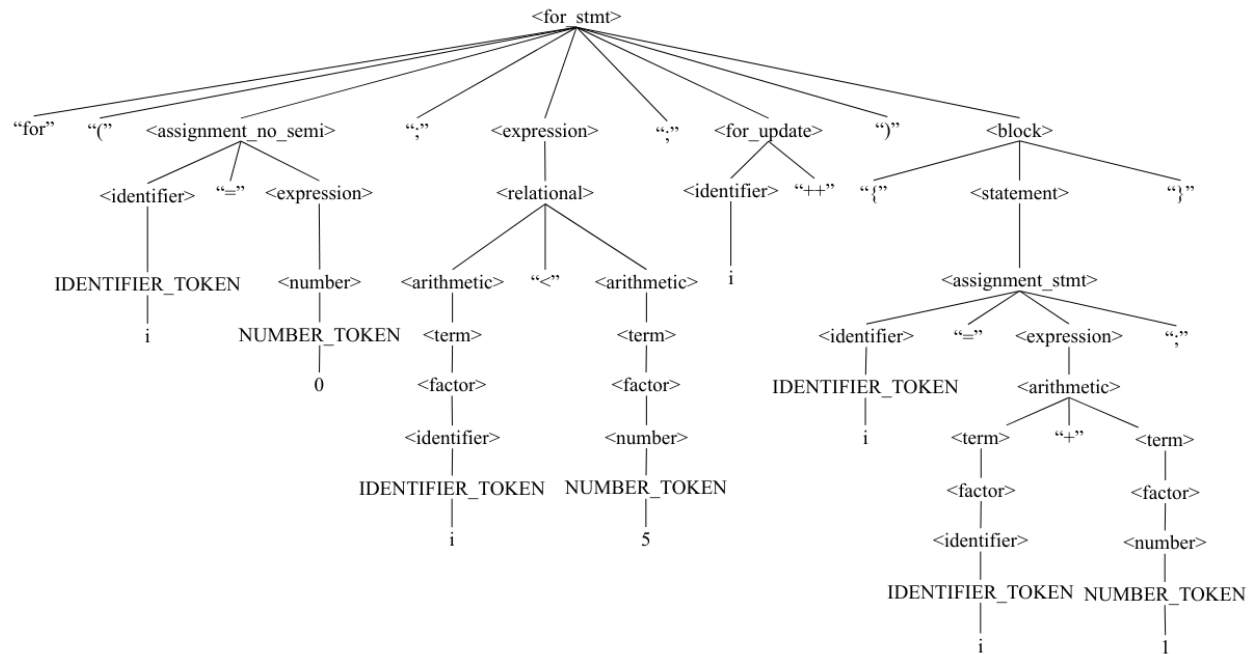 <for_stmt>
“for” “(” <assignment_no_semi> “;” <expression> “;” <for_update> “)” <block>
<identifier> “=” <expression> <relational> <identifier> “++” “{” <statement> “}”
IDENTIFIER_TOKEN <number> <arithmetic> “<” <arithmetic> i <assignment_stmt>
i NUMBER_TOKEN <term> <term> <identifier> “=” <expression> “;”
0 <factor> <factor> IDENTIFIER_TOKEN <arithmetic>
<identifier> <number> i <term> “+” <term>
IDENTIFIER_TOKEN NUMBER_TOKEN <factor> <factor>
i 5 <identifier> <number>
IDENTIFIER_TOKEN NUMBER_TOKEN
i 1